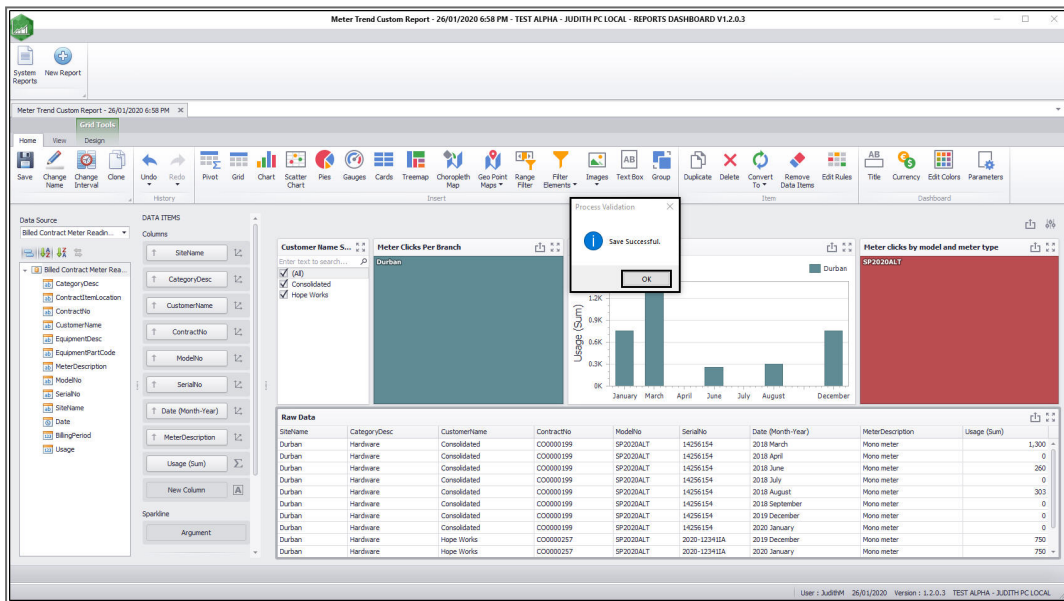 Meter Trend Custom Report - 26/01/2020 6:58 PM - TEST ALPHA - JUDITH PC LOCAL - REPORTS DASHBOARD V1.2.0.3
System Reports
New Report
Meter Trend Custom Report - 26/01/2020 6:58 PM
Grid Tools
Home View Design
Save Change Name Change Interval Clone Undo Redo Pivot Grid Chart Scatter Chart Pies Gauges Cards Treemap Choropleth Map Geo Point Maps Range Filter Filter Elements Images Text Box Group Duplicate Delete Convert To Remove Data Items Edit Rules Title Currency Edit Colors Parameters
History Insert Item Dashboard
Data Source
Billed Contract Meter Readin...
Billed Contract Meter Rea...
CategoryDesc
ContractItemLocation
ContractNo
CustomerName
EquipmentDesc
EquipmentPartCode
MeterDescription
ModelNo
SerialNo
SiteName
Date
BillingPeriod
Usage
DATA ITEMS
Columns
SiteName
CategoryDesc
CustomerName
ContractNo
ModelNo
SerialNo
Date (Month-Year)
MeterDescription
Usage (Sum)
New Column
Sparkline
Argument
Customer Name S...
Enter text to search...
(All)
Consolidated
Hope Works
Meter Clicks Per Branch
Durban
Process Validation
Save Successful.
OK
Durban
Usage (Sum)
1.2K
0.9K
0.6K
0.3K
0K
January March April June July August December
Meter clicks by model and meter type
SP2020ALT
Raw Data
SiteName CategoryDesc CustomerName ContractNo ModelNo SerialNo Date (Month-Year) MeterDescription Usage (Sum)
Durban Hardware Consolidated CO0000199 SP2020ALT 14256154 2018 March Mono meter 1,300
Durban Hardware Consolidated CO0000199 SP2020ALT 14256154 2018 April Mono meter 0
Durban Hardware Consolidated CO0000199 SP2020ALT 14256154 2018 June Mono meter 260
Durban Hardware Consolidated CO0000199 SP2020ALT 14256154 2018 July Mono meter 0
Durban Hardware Consolidated CO0000199 SP2020ALT 14256154 2018 August Mono meter 303
Durban Hardware Consolidated CO0000199 SP2020ALT 14256154 2018 September Mono meter 0
Durban Hardware Consolidated CO0000199 SP2020ALT 14256154 2019 December Mono meter 0
Durban Hardware Consolidated CO0000199 SP2020ALT 14256154 2020 January Mono meter 0
Durban Hardware Hope Works CO0000257 SP2020ALT 2020-12341IA 2019 December Mono meter 750
Durban Hardware Hope Works CO0000257 SP2020ALT 2020-12341IA 2020 January Mono meter 750
User : JudithM 26/01/2020 Version : 1.2.0.3 TEST ALPHA - JUDITH PC LOCAL